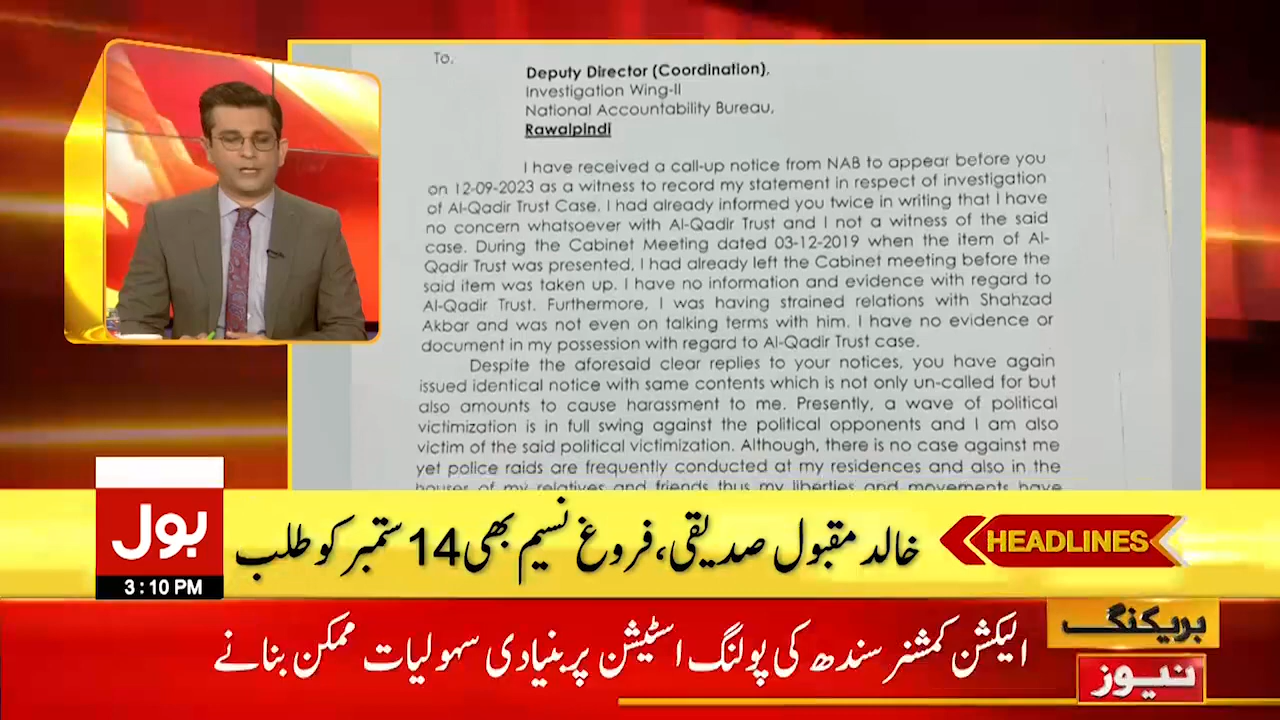 To,
Deputy Director (Coordination),
Investigation Wing-II
National Accountability Bureau,
Rawalpindi
I have received a call-up notice from NAB to appear before you
on 12-09-2023 as a witness to record my statement in respect of investigation
of Al-Qadir Trust Case. I had already informed you twice in writing that I have
no concern whatsoever with Al-Qadir Trust and I not a witness of the said
case. During the Cabinet Meeting dated 03-12-2019 when the item of Al-
Qadir Trust was presented, I had already left the Cabinet meeting before the
said item was taken up. I have no information and evidence with regard to
Al-Qadir Trust. Furthermore, I was having strained relations with Shahzad
Akbar and was not even on talking terms with him. I have no evidence or
document in my possession with regard to Al-Qadir Trust case.
Despite the aforesaid clear replies to your notices, you have again
issued identical notice with same contents which is not only un-called for but
also amounts to cause harassment to me. Presently, a wave of political
victimization is in full swing against the political opponents and I am also
victim of the said political victimization. Although, there is no case against me
yet police raids are frequently conducted at my residences and also in the
houses of my relatives and friends thus my liberties and movements have
HEADLINES
خالد مقبول صدیقی، فروغ نسیم بھی 14 ستمبر کو طلب
بول
3:10 PM
بریکنگ
نیوز
الیکشن کمشنر سندھ کی پولنگ اسٹیشن پر بنیادی سہولیات ممکن بنانے